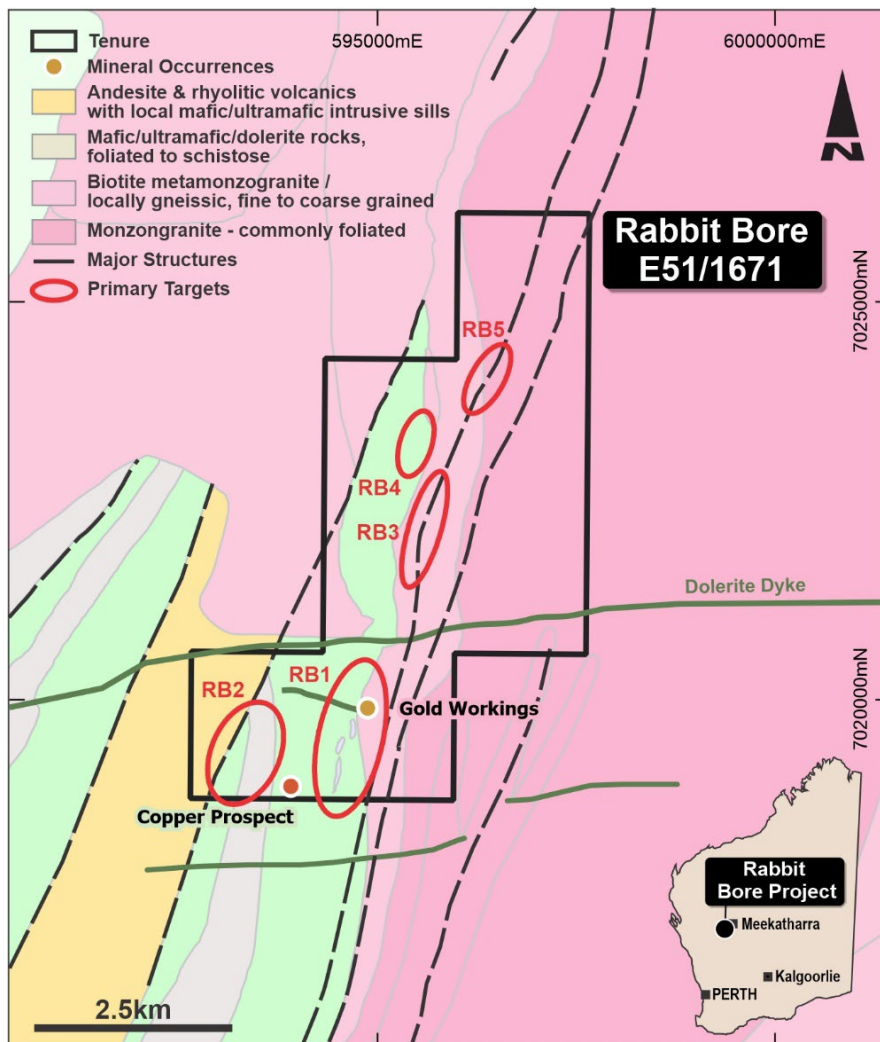 595000mE
6000000mE
Tenure
Mineral Occurrences
Andesite & rhyolitic volcanics
with local mafic/ultramafic intrusive sills
Mafic/ultramafic/dolerite rocks,
foliated to schistose
Biotite metamonzogranite /
locally gneissic, fine to coarse grained
Monzongranite - commonly foliated
Major Structures
Primary Targets
N
Rabbit Bore
E51/1671
7025000mN
RB5
RB4
RB3
Dolerite Dyke
RB2
RB1
Gold Workings
7020000mN
Copper Prospect
Rabbit
Bore Project
Meekatharra
Kalgoorlie
PERTH
2.5km